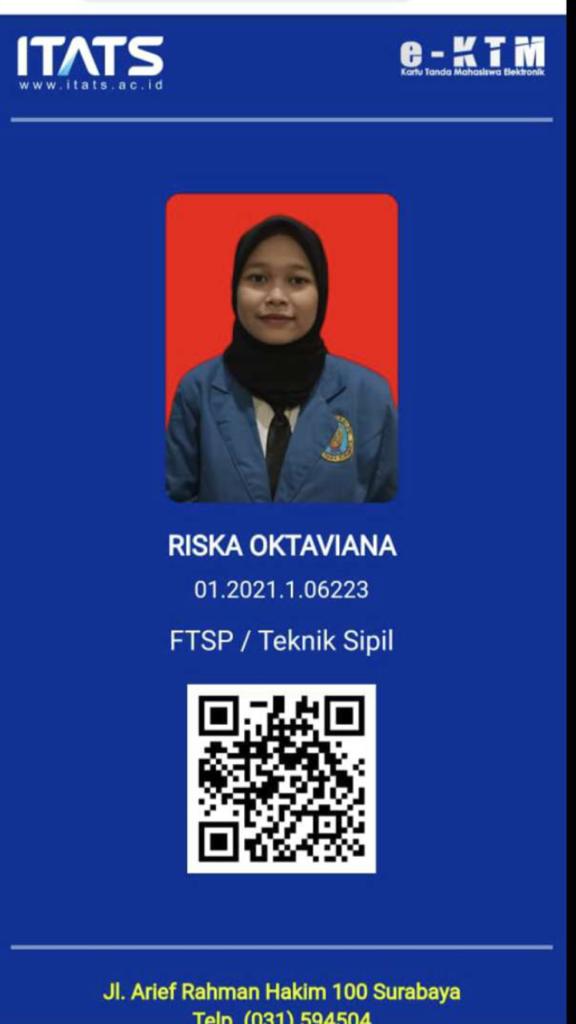 ITATS
www.itats.ac.id
e-KTM
Kartu Tanda Mahasiswa Elektronik
RISKA OKTAVIANA
01.2021.1.06223
FTSP / Teknik Sipil
Jl. Arief Rahman Hakim 100 Surabaya
Telp. (031) 594504